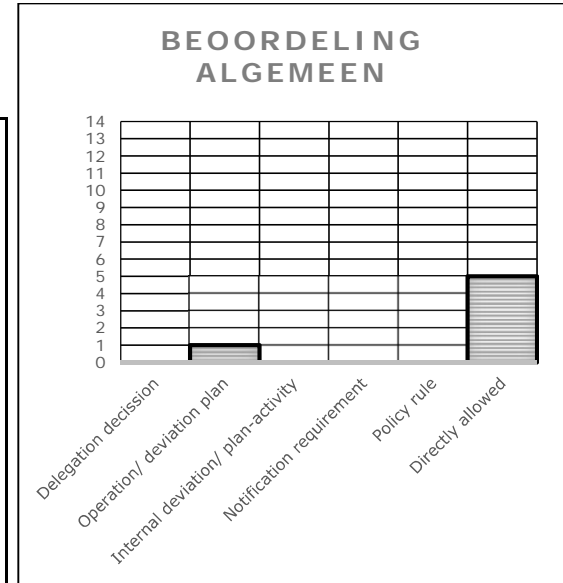 BEOORDELING
ALGEMEEN
14
13
12
11
10
9
8
7
6
5
4
3
2
1
0
Delegation decission
Operation/ deviation plan
Internal deviation/ plan-activity
Notification requirement
Policy rule
Directly allowed